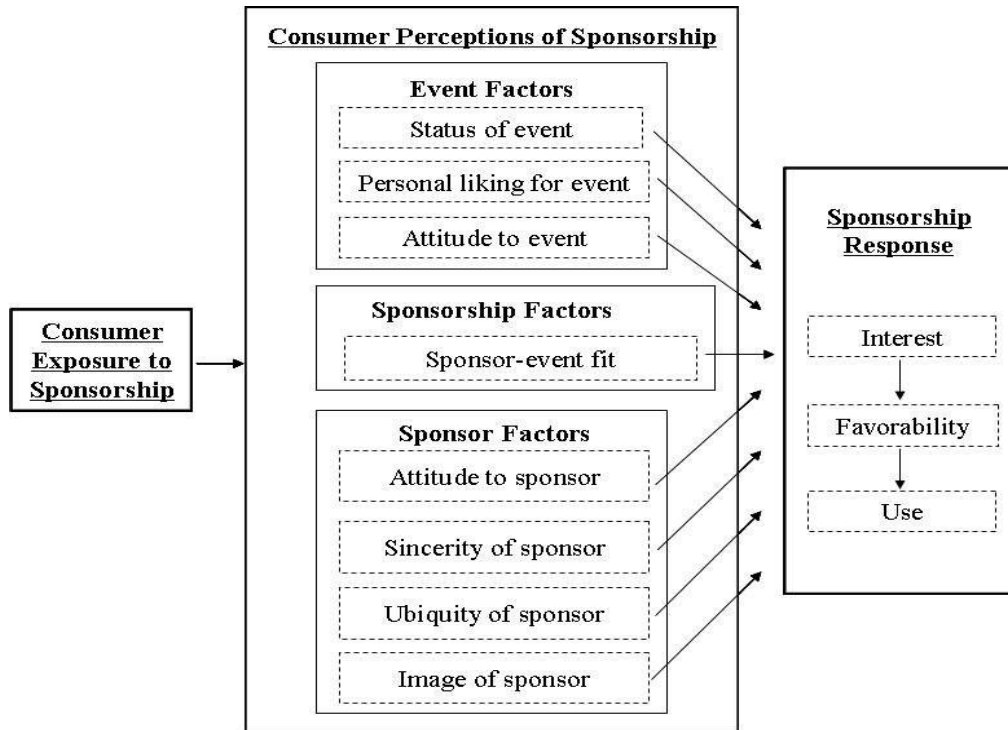 Consumer Perceptions of Sponsorship
Event Factors
Status of event
Personal liking for event
Attitude to event
Sponsorship Factors
Sponsor-event fit
Sponsor Factors
Attitude to sponsor
Sincerity of sponsor
Ubiquity of sponsor
Image of sponsor
Consumer
Exposure to
Sponsorship
Sponsorship
Response
Interest
Favorability
Use